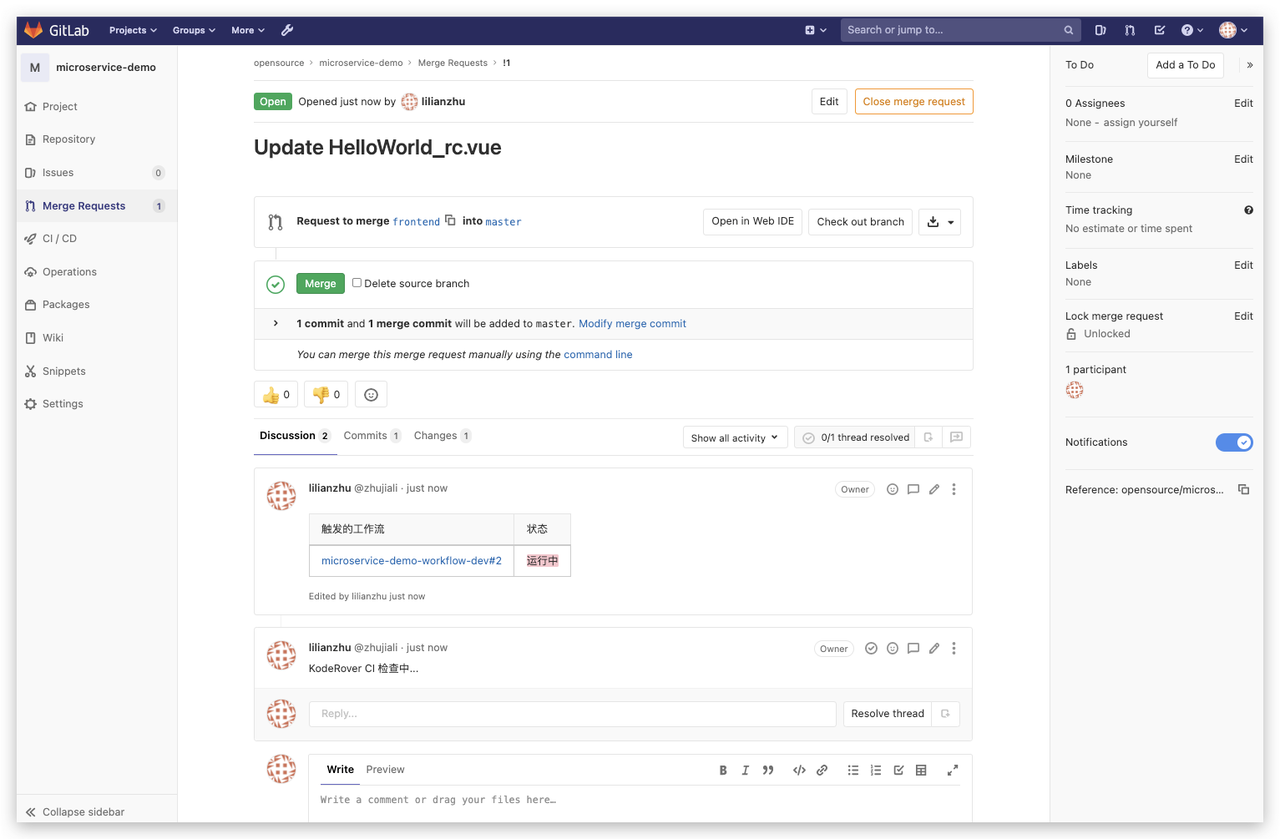 GitLab Projects Groups More Search or jump to...
M microservice-demo
Project
Repository
Issues 0
Merge Requests 1
CI / CD
Operations
Packages
Wiki
Snippets
Settings
Collapse sidebar
opensource › microservice-demo › Merge Requests › !1
Open Opened just now by lilianzhu Edit Close merge request
Update HelloWorld_rc.vue
Request to merge frontend into master Open in Web IDE Check out branch
Merge Delete source branch
1 commit and 1 merge commit will be added to master. Modify merge commit
You can merge this merge request manually using the command line
👍 0 👎 0
Discussion 2 Commits 1 Changes 1 Show all activity 0/1 thread resolved
lilianzhu @zhujiali · just now Owner
触发的工作流 状态
microservice-demo-workflow-dev#2 运行中
Edited by lilianzhu just now
lilianzhu @zhujiali · just now Owner
KodeRover CI 检查中...
Reply... Resolve thread
Write Preview
Write a comment or drag your files here…
To Do Add a To Do »
0 Assignees Edit
None - assign yourself
Milestone Edit
None
Time tracking
No estimate or time spent
Labels Edit
None
Lock merge request Edit
Unlocked
1 participant
Notifications
Reference: opensource/micros...